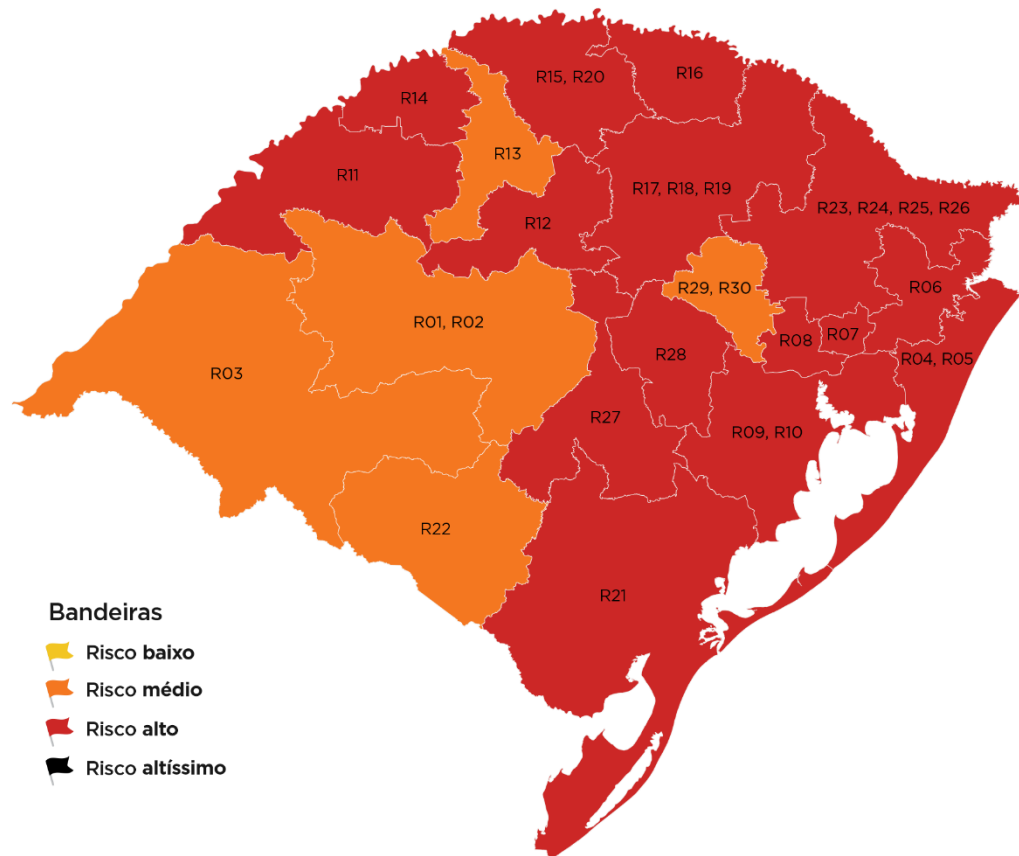 R16
R15, R20
R14
R13
R11
R17, R18, R19
R23, R24, R25, R26
R12
R06
R29, R30
R01, R02
R08
R07
R28
R04, R05
R03
R27
R09, R10
R22
R21
Bandeiras
Risco baixo
Risco médio
Risco alto
Risco altíssimo